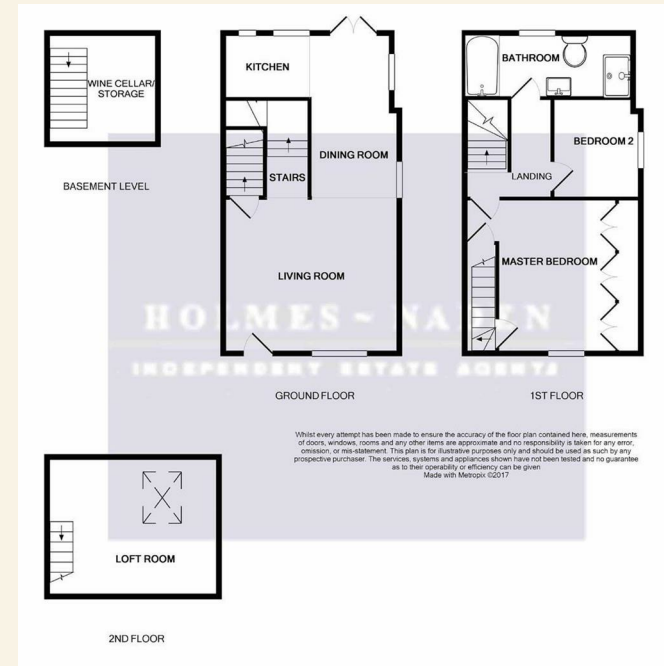 WINE CELLAR/
STORAGE
BASEMENT LEVEL
KITCHEN
DINING ROOM
STAIRS
LIVING ROOM
GROUND FLOOR
BATHROOM
BEDROOM 2
LANDING
MASTER BEDROOM
1ST FLOOR
HOLMES ~ NADEN
INDEPENDENT ESTATE AGENTS
Whilst every attempt has been made to ensure the accuracy of the floor plan contained here, measurements
of doors, windows, rooms and any other items are approximate and no responsibility is taken for any error,
omission, or mis-statement. This plan is for illustrative purposes only and should be used as such by any
prospective purchaser. The services, systems and appliances shown have not been tested and no guarantee
as to their operability or efficiency can be given
Made with Metropix ©2017
LOFT ROOM
2ND FLOOR